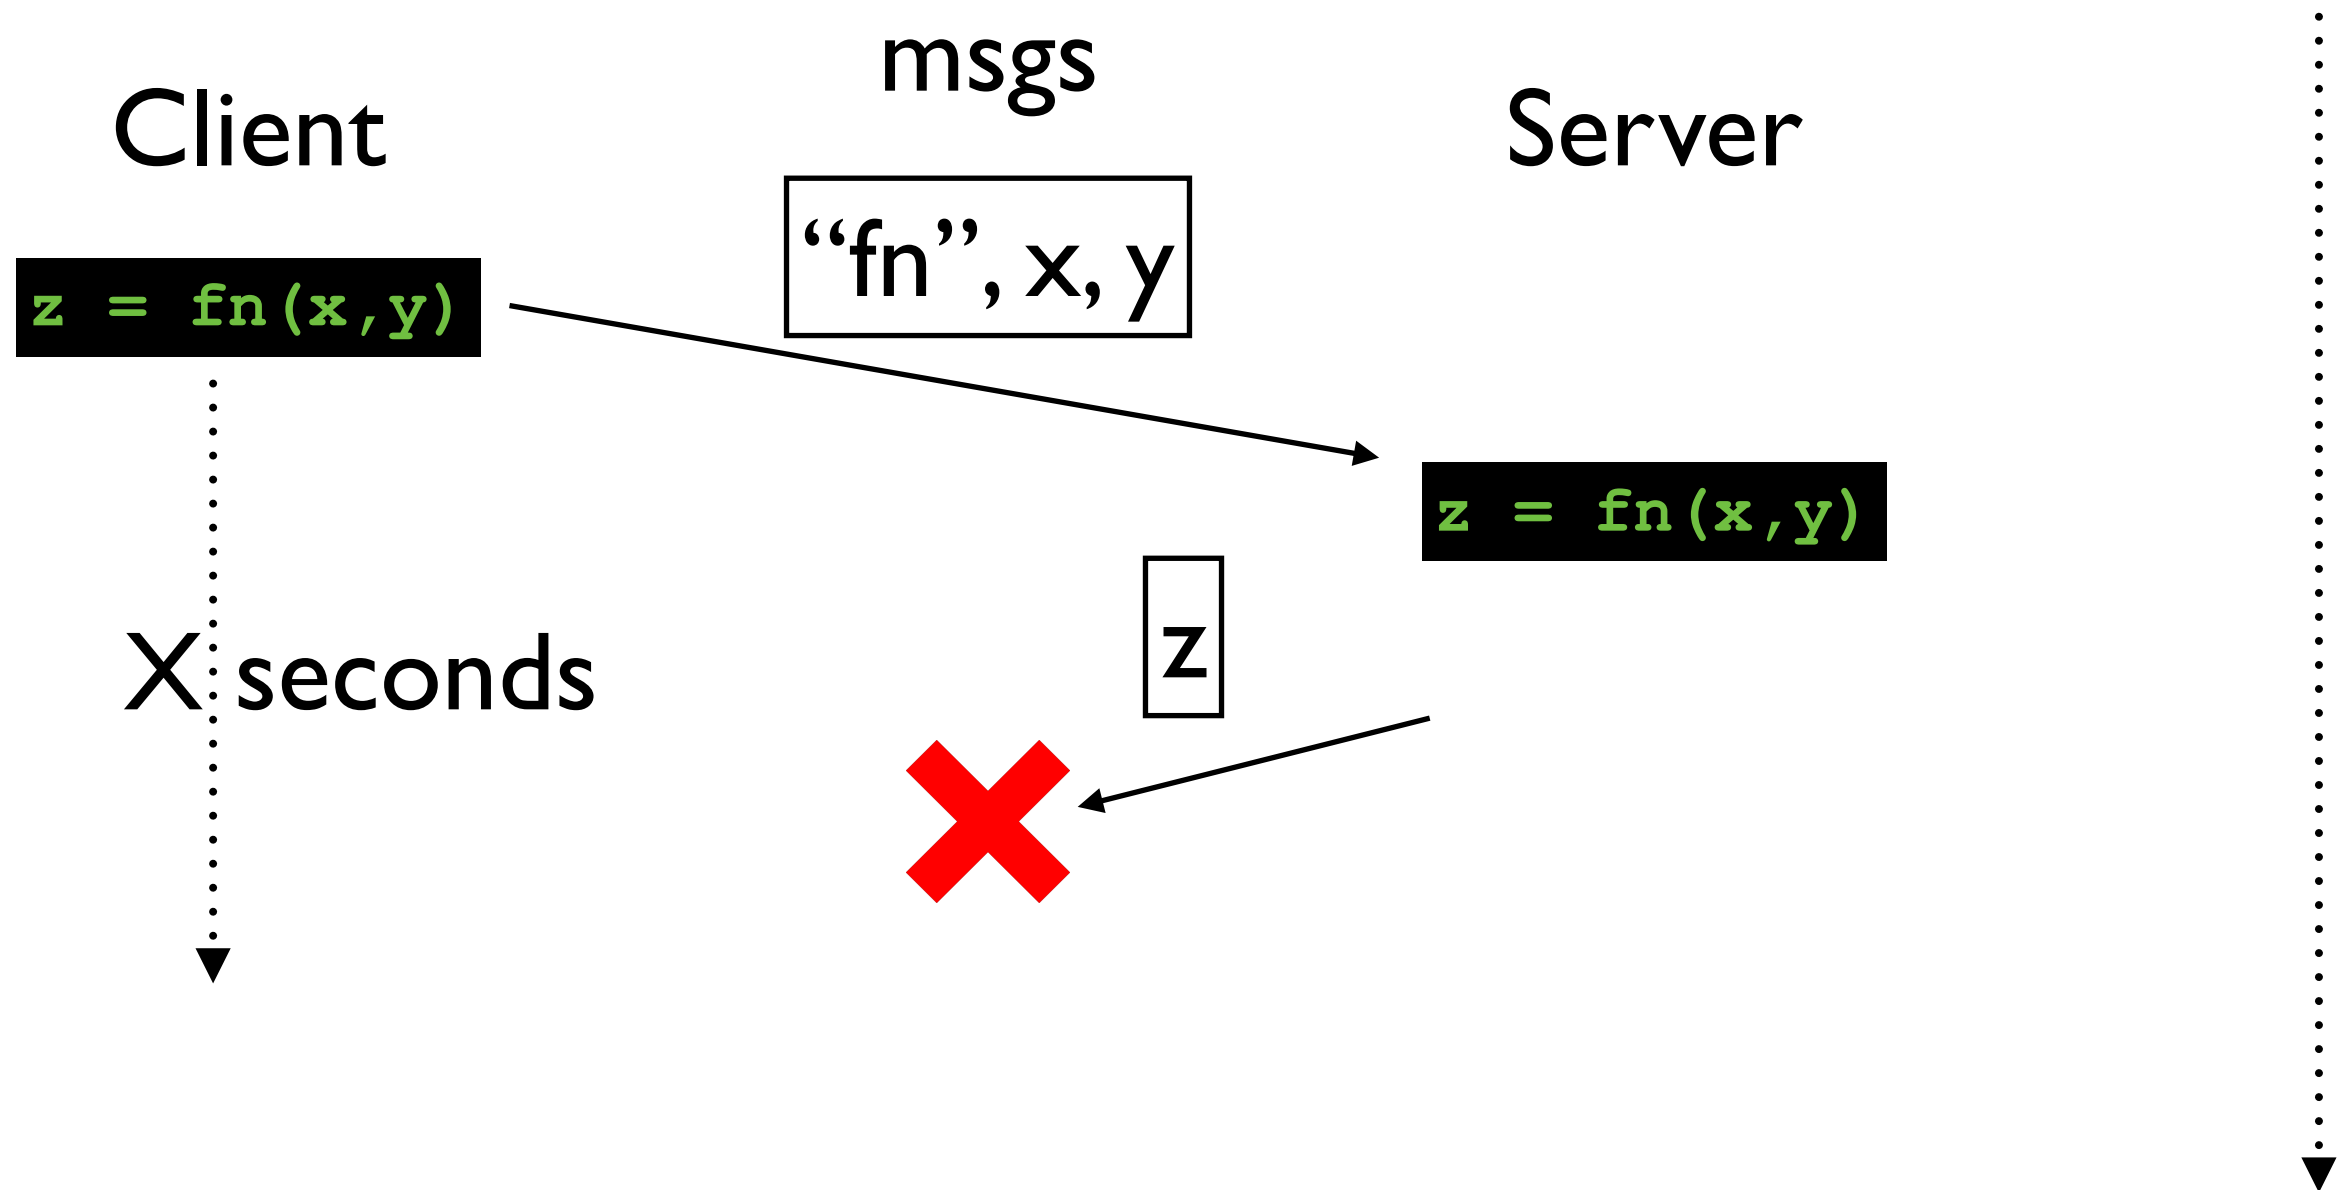 msgs
Client
Server
“fn”, x, y
z = fn(x,y)
z = fn(x,y)
z
X seconds